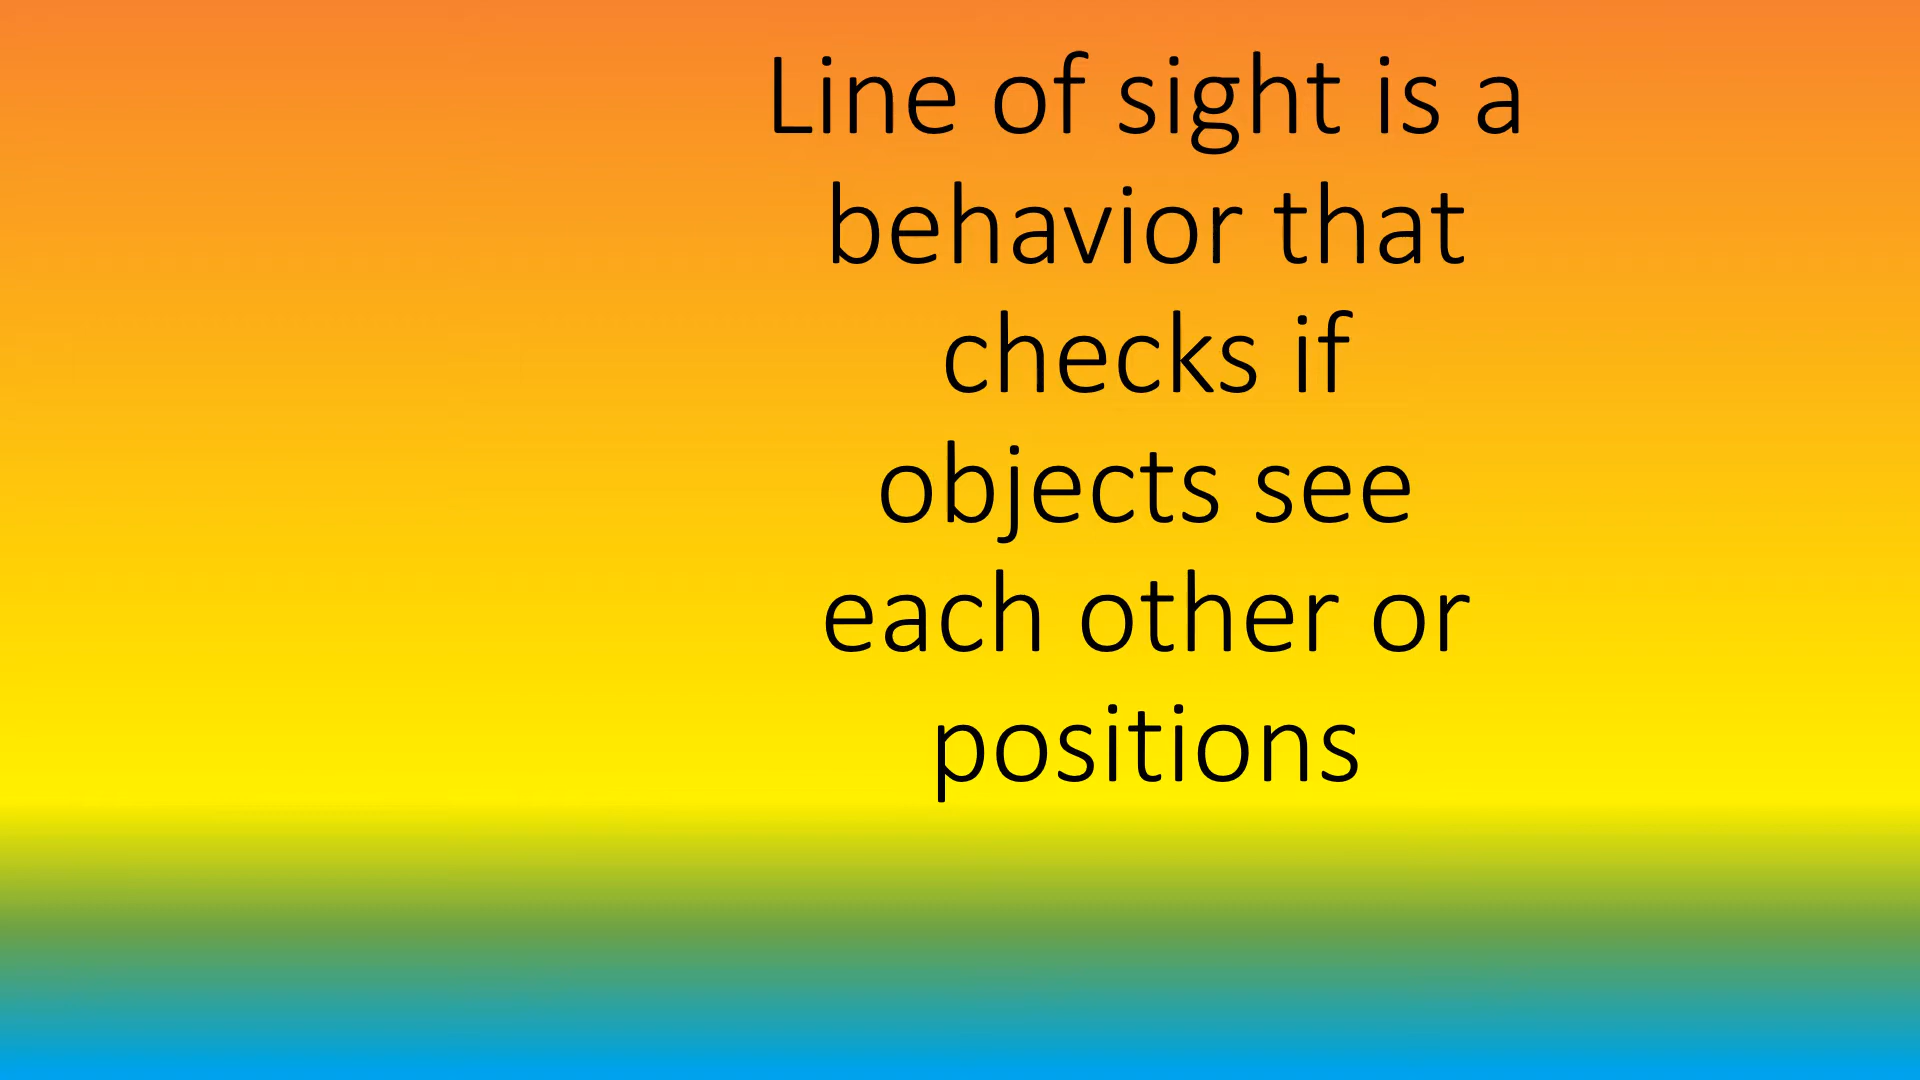 Line of sight is a
behavior that
checks if
objects see
each other or
positions